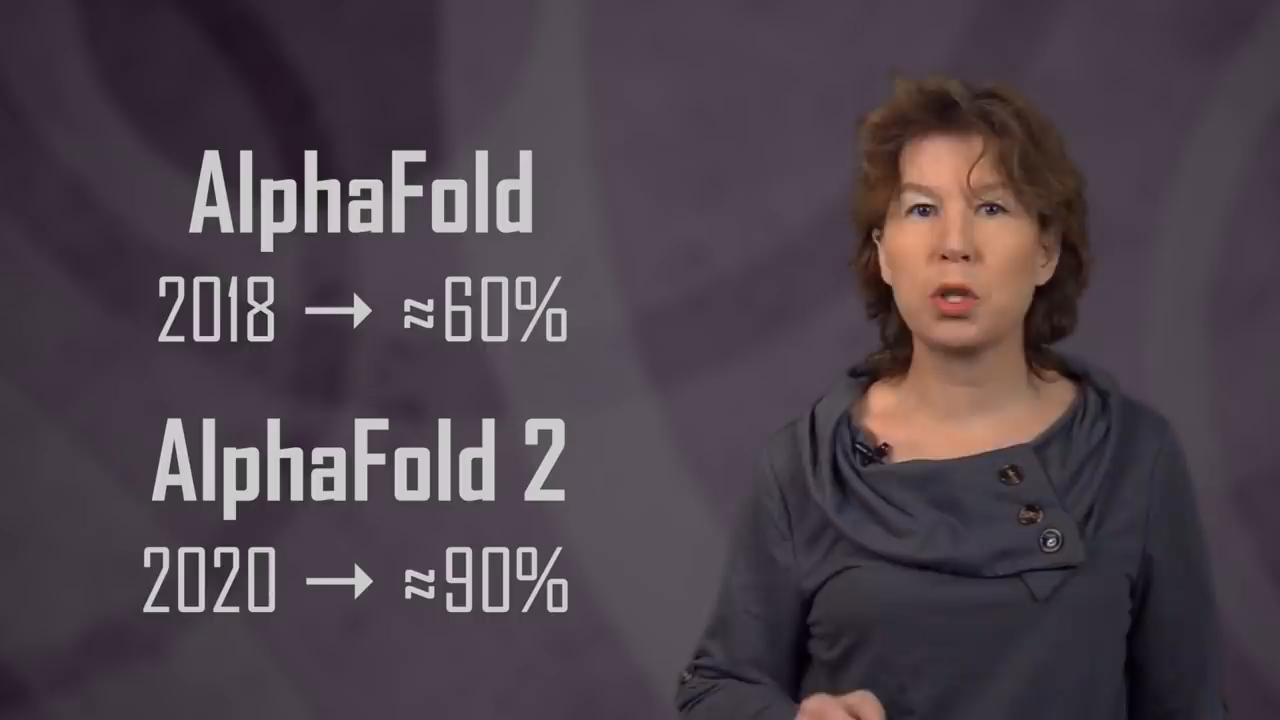 AlphaFold
2018 → ≈60%
AlphaFold 2
2020 → ≈90%